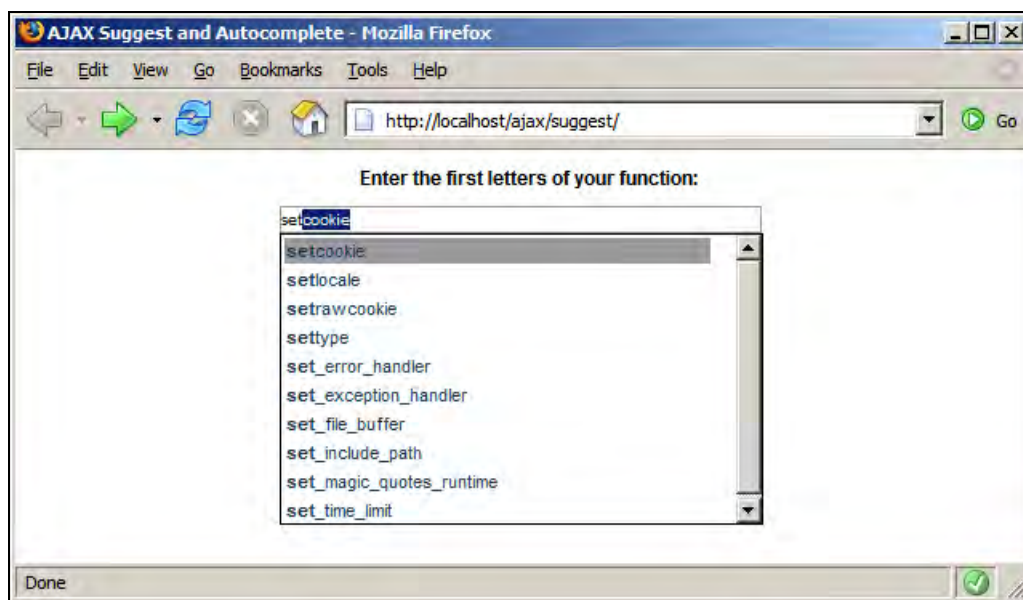 AJAX Suggest and Autocomplete - Mozilla Firefox
File Edit View Go Bookmarks Tools Help
http://localhost/ajax/suggest/ Go
Enter the first letters of your function:
setcookie
setcookie
setlocale
setrawcookie
settype
set_error_handler
set_exception_handler
set_file_buffer
set_include_path
set_magic_quotes_runtime
set_time_limit
Done